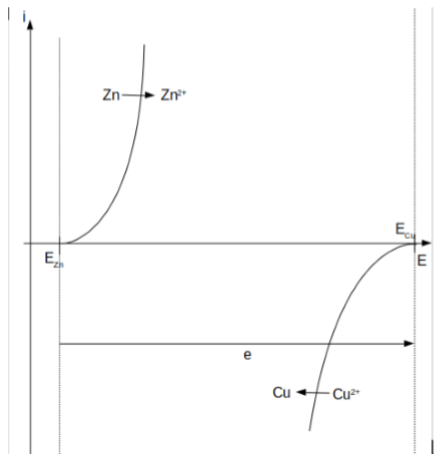 i
Zn → Zn²⁺
E_Cu
E_Zn
E
e
Cu ← Cu²⁺